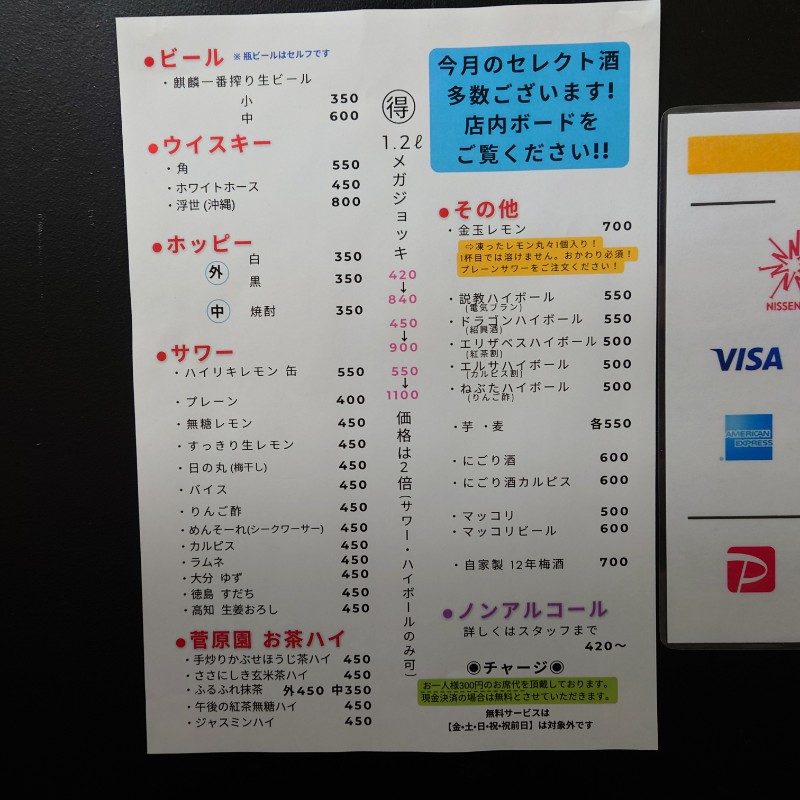 ●ビール ※ 瓶ビールはセルフです
・麒麟一番搾り生ビール
小 350
中 600
●ウイスキー
・角 550
・ホワイトホース 450
・浮世 (沖縄) 800
●ホッピー
外 白 350
黒 350
中 焼酎 350
●サワー
・ハイリキレモン 缶 550
・プレーン 400
・無糖レモン 450
・すっきり生レモン 450
・日の丸 (梅干し) 450
・バイス 450
・りんご酢 450
・めんそーれ(シークワーサー) 450
・カルピス 450
・ラムネ 450
・大分 ゆず 450
・徳島 すだち 450
・高知 生姜おろし 450
●菅原園 お茶ハイ
・手炒りかぶせほうじ茶ハイ 450
・ささにしき玄米茶ハイ 450
・ふるふれ抹茶 外450 中350
・午後の紅茶無糖ハイ 450
・ジャスミンハイ 450
得
1.2ℓ
メガジョッキ
420
↓
840
450
↓
900
550
↓
1100
価格は2倍(サワー・ハイボールのみ可)
今月のセレクト酒
多数ございます!
店内ボードを
ご覧ください!!
●その他
・金玉レモン 700
⇨凍ったレモン丸々1個入り!
1杯目では溶けません。おかわり必須!
プレーンサワーをご注文ください!
・説教ハイボール 550
(電気ブラン)
・ドラゴンハイボール 550
(紹興酒)
・エリザベスハイボール 500
(紅茶割)
・エルサハイボール 500
(カルピス割)
・ねぶたハイボール 500
(りんご酢)
・芋 ・麦 各550
・にごり酒 600
・にごり酒カルピス 600
・マッコリ 500
・マッコリビール 600
・自家製 12年梅酒 700
●ノンアルコール
詳しくはスタッフまで
420〜
◉チャージ◉
お一人様300円のお席代を頂戴しております。
現金決済の場合は無料とさせていただきます。
無料サービスは
【金・土・日・祝・祝前日】は対象外です
NISSEN
VISA
AMERICAN
EXPRESS